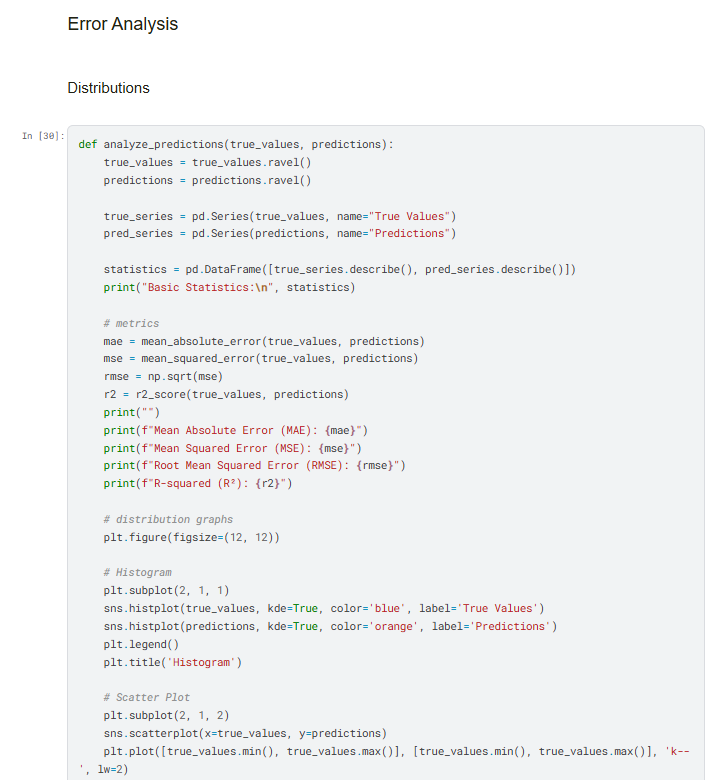 Error Analysis
Distributions
In [30]:
def analyze_predictions(true_values, predictions):
    true_values = true_values.ravel()
    predictions = predictions.ravel()

    true_series = pd.Series(true_values, name="True Values")
    pred_series = pd.Series(predictions, name="Predictions")

    statistics = pd.DataFrame([true_series.describe(), pred_series.describe()])
    print("Basic Statistics:\n", statistics)

    # metrics
    mae = mean_absolute_error(true_values, predictions)
    mse = mean_squared_error(true_values, predictions)
    rmse = np.sqrt(mse)
    r2 = r2_score(true_values, predictions)
    print("")
    print(f"Mean Absolute Error (MAE): {mae}")
    print(f"Mean Squared Error (MSE): {mse}")
    print(f"Root Mean Squared Error (RMSE): {rmse}")
    print(f"R-squared (R²): {r2}")

    # distribution graphs
    plt.figure(figsize=(12, 12))

    # Histogram
    plt.subplot(2, 1, 1)
    sns.histplot(true_values, kde=True, color='blue', label='True Values')
    sns.histplot(predictions, kde=True, color='orange', label='Predictions')
    plt.legend()
    plt.title('Histogram')

    # Scatter Plot
    plt.subplot(2, 1, 2)
    sns.scatterplot(x=true_values, y=predictions)
    plt.plot([true_values.min(), true_values.max()], [true_values.min(), true_values.max()], 'k--
', lw=2)